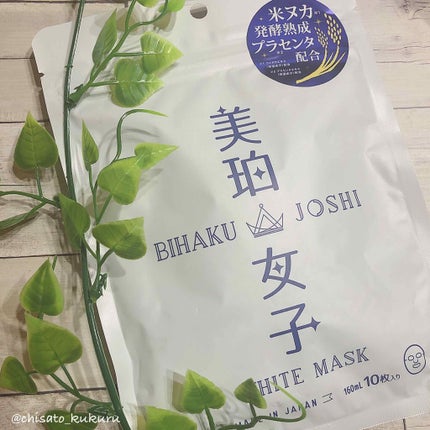 米ヌカ
発酵熟成
プラセンタ
配合
美珀
BIHAKU JOSHI
女子
WHITE MASK
160mL 10枚入り
MADE IN JAPAN
@chisato_kukuru